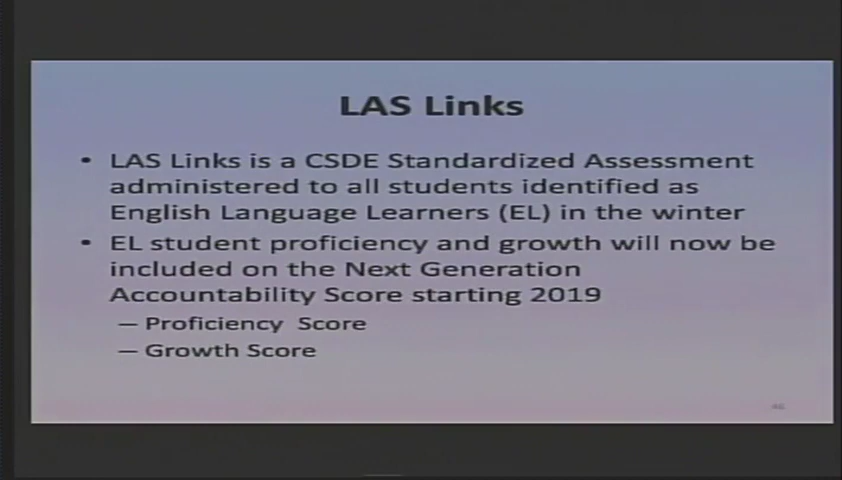 LAS Links
• LAS Links is a CSDE Standardized Assessment
administered to all students identified as
English Language Learners (EL) in the winter
• EL student proficiency and growth will now be
included on the Next Generation
Accountability Score starting 2019
– Proficiency Score
– Growth Score